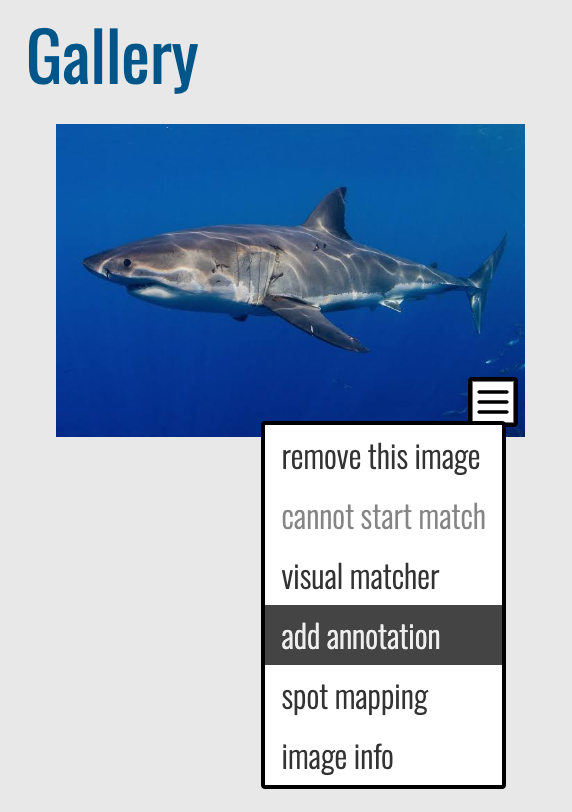 Gallery
remove this image
cannot start match
visual matcher
add annotation
spot mapping
image info